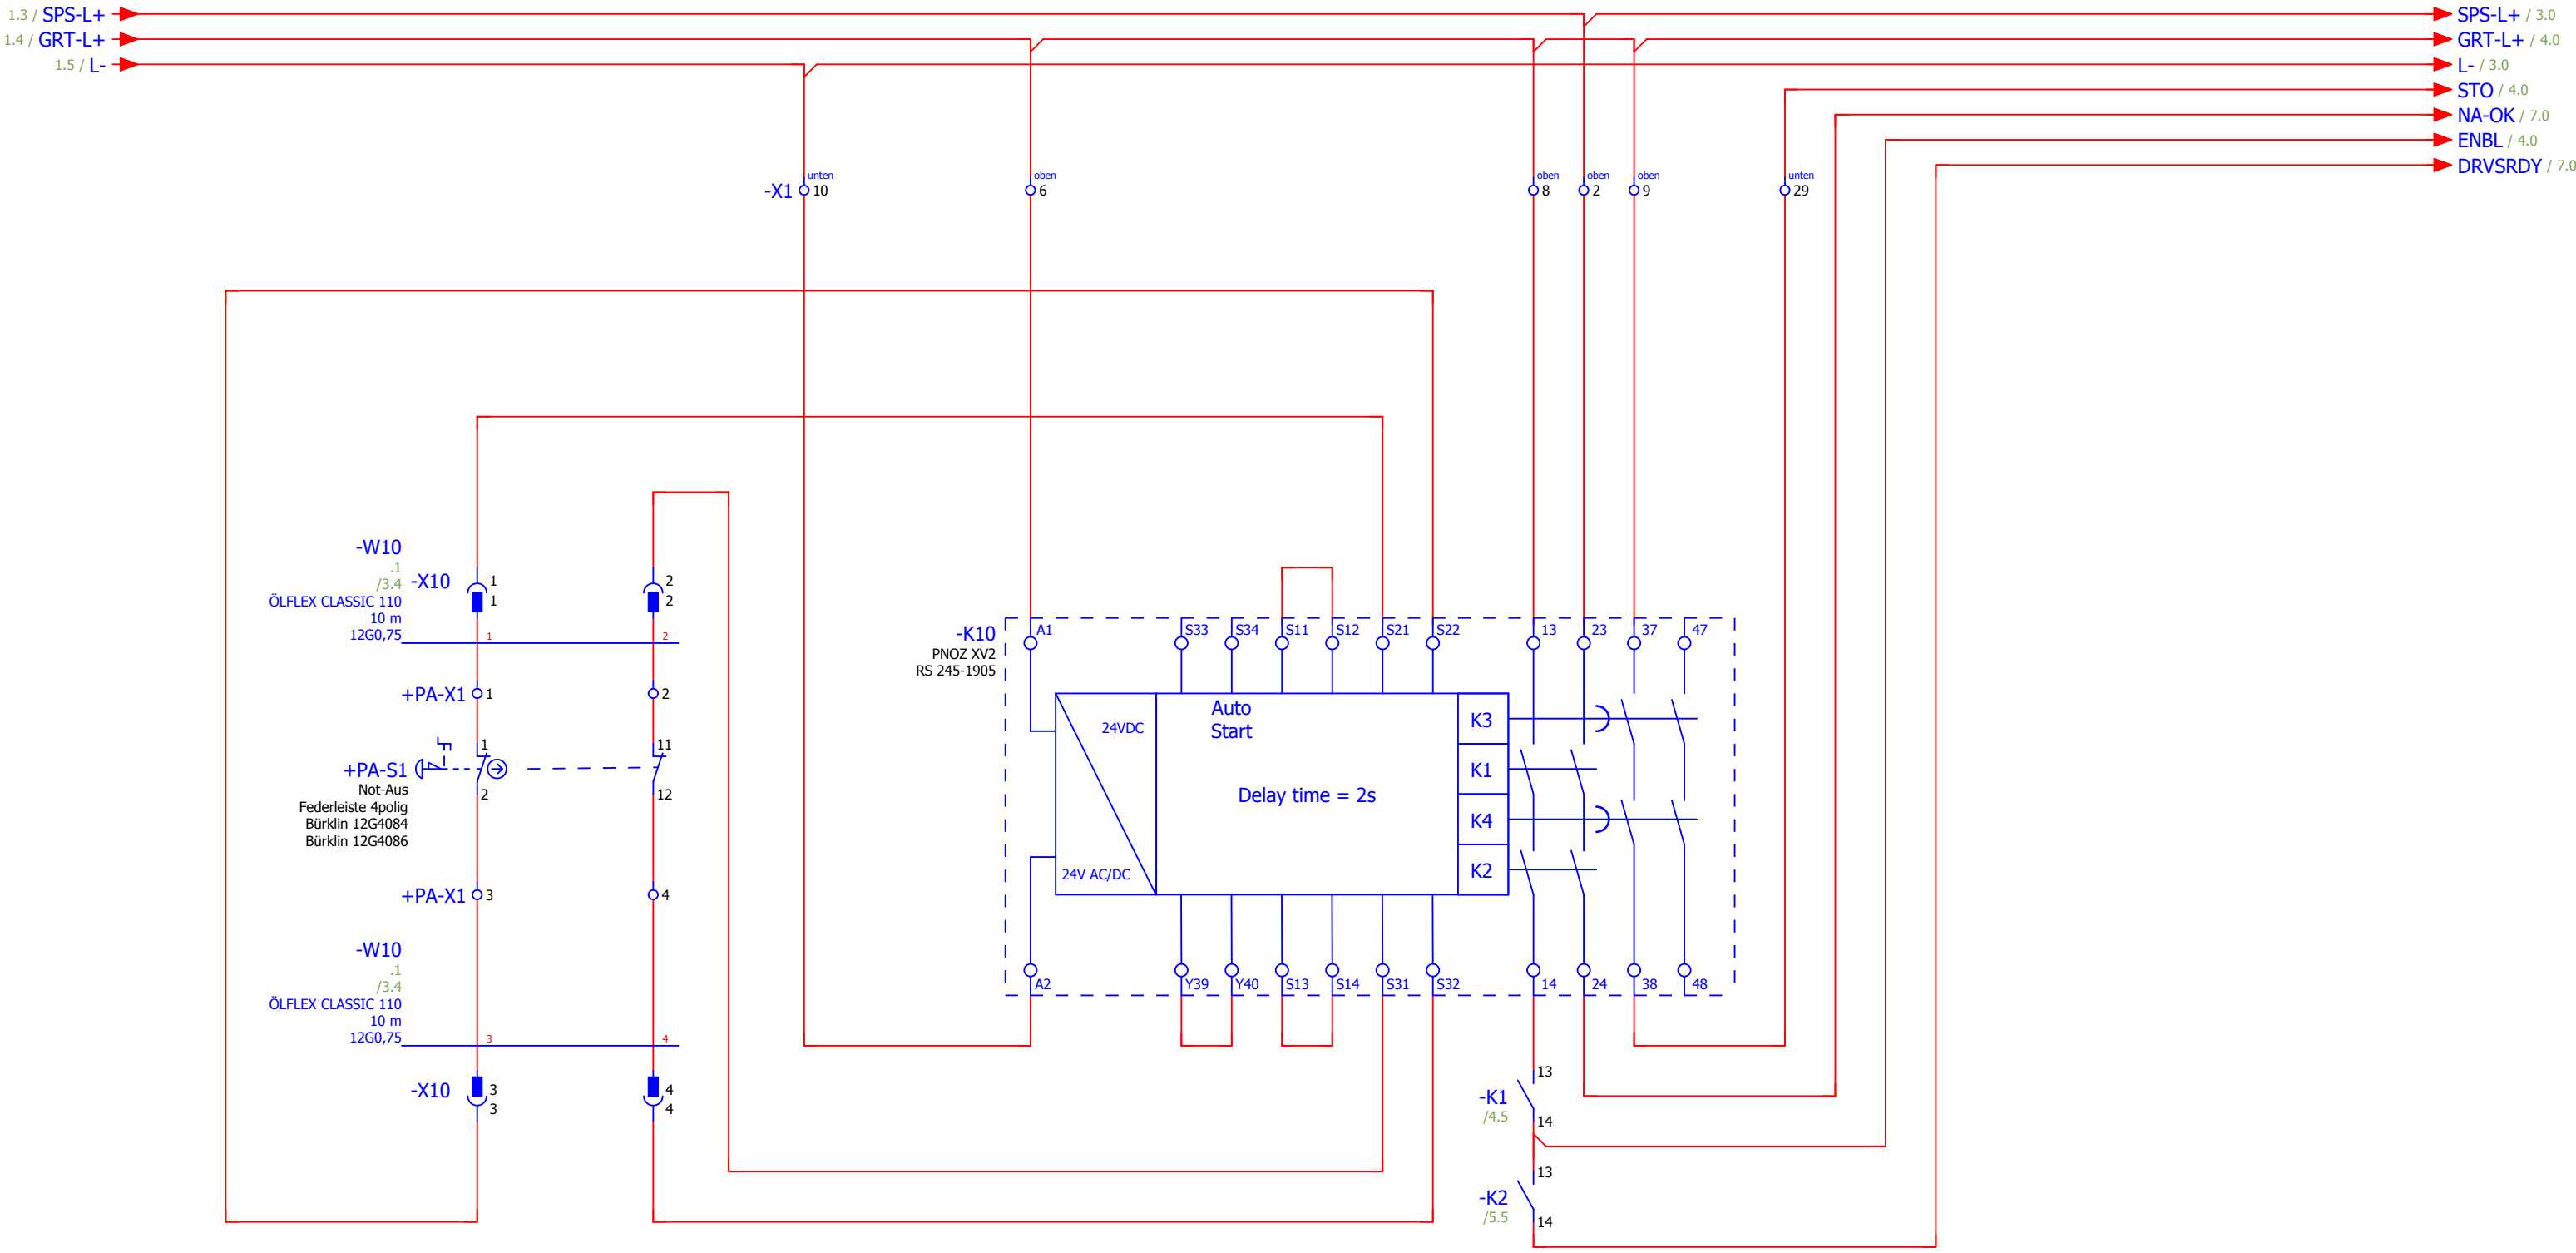 1.3 / SPS-L+
1.4 / GRT-L+
1.5 / L-
SPS-L+ / 3.0
GRT-L+ / 4.0
L- / 3.0
STO / 4.0
NA-OK / 7.0
ENBL / 4.0
DRVSRDY / 7.0
-X1
unten
10
oben
6
oben
8
oben
2
oben
9
unten
29
-W10
.1
/3.4
ÖLFLEX CLASSIC 110
10 m
12G0,75
-X10
1
1
2
2
1
2
+PA-X1
1
2
+PA-S1
Not-Aus
Federleiste 4polig
Bürklin 12G4084
Bürklin 12G4086
1
2
11
12
+PA-X1
3
4
-W10
.1
/3.4
ÖLFLEX CLASSIC 110
10 m
12G0,75
3
4
-X10
3
3
4
4
-K10
PNOZ XV2
RS 245-1905
A1
S33
S34
S11
S12
S21
S22
13
23
37
47
24VDC
24V AC/DC
Auto
Start
Delay time = 2s
K3
K1
K4
K2
A2
Y39
Y40
S13
S14
S31
S32
14
24
38
48
-K1
/4.5
13
14
-K2
/5.5
13
14